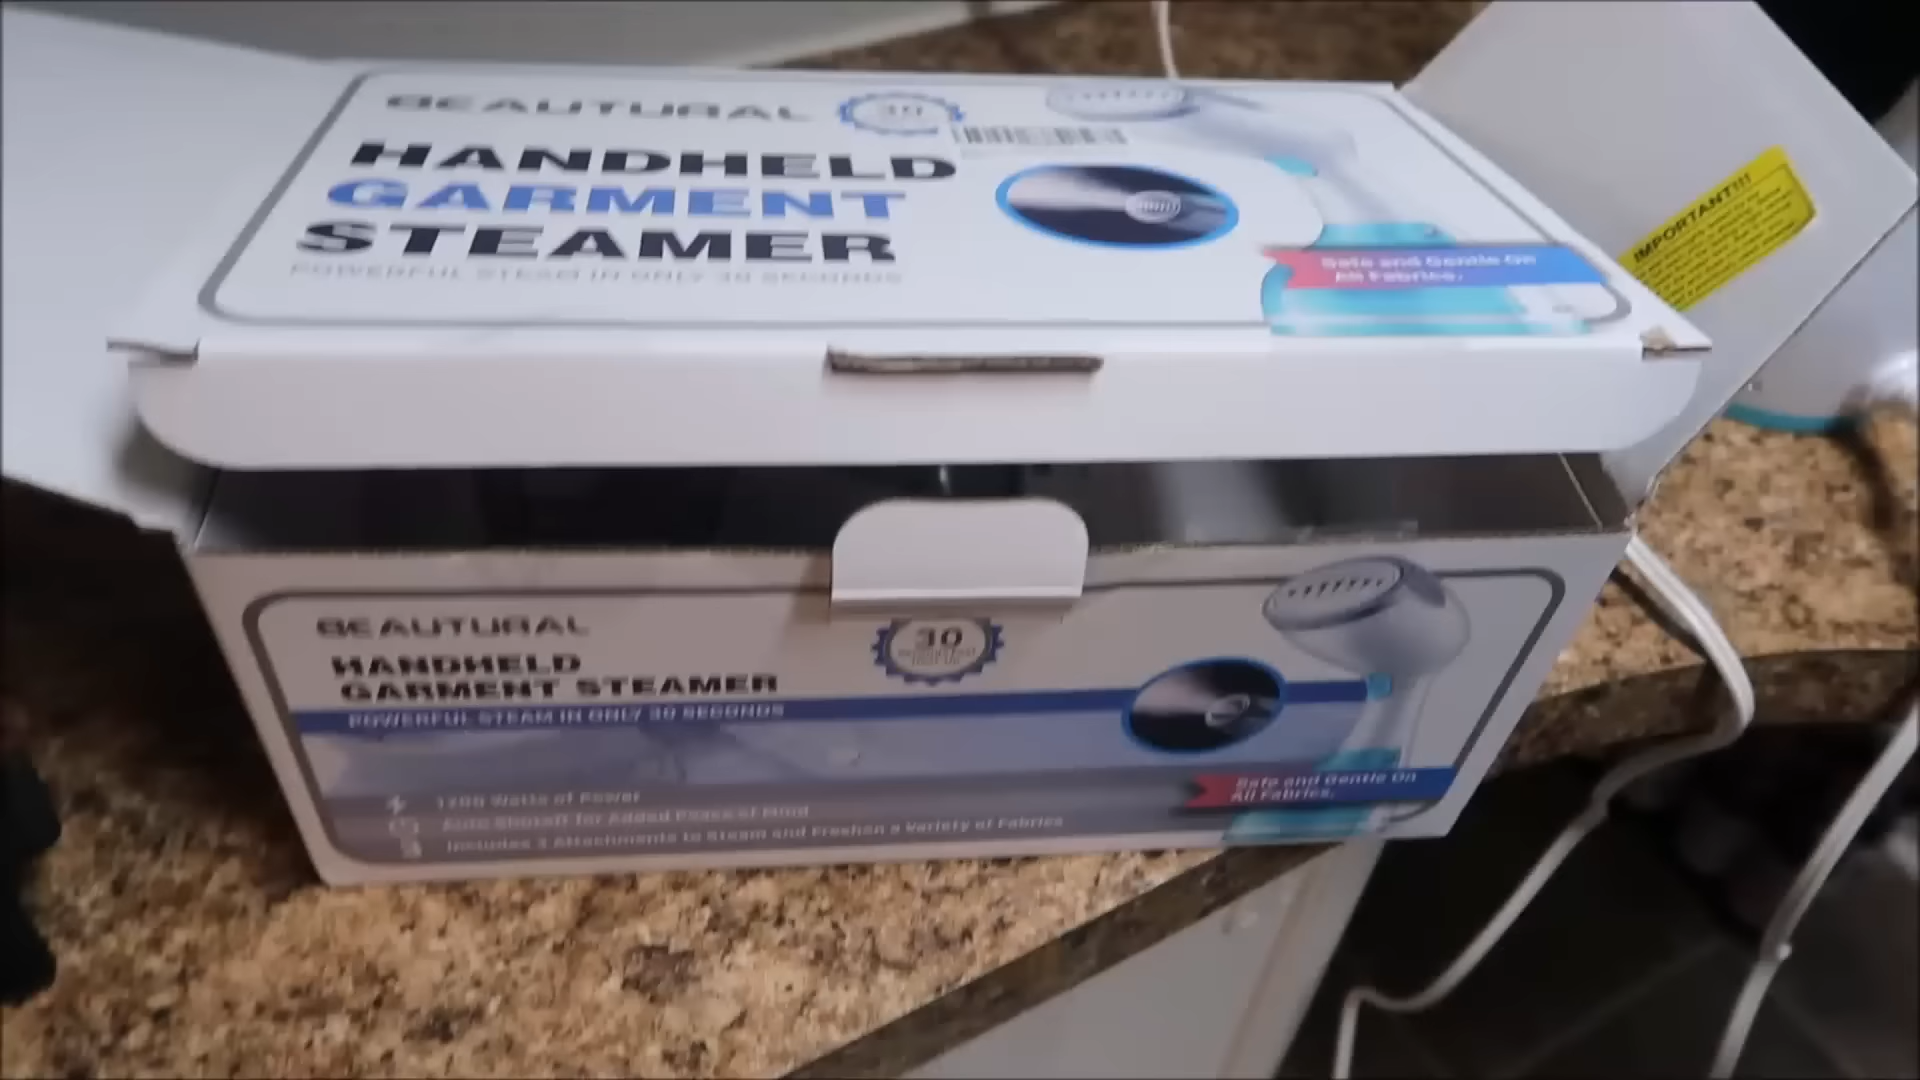 BEAUTURAL
30
HANDHELD
GARMENT
STEAMER
POWERFUL STEAM IN ONLY 30 SECONDS
Safe and Gentle On
All Fabrics.
IMPORTANT!!!
BEAUTURAL
HANDHELD
GARMENT STEAMER
POWERFUL STEAM IN ONLY 30 SECONDS
30
1200 Watts of Power
Auto Shutoff for Added Peace of Mind
Includes 3 Attachments to Steam and Freshen a Variety of Fabrics
Safe and Gentle On
All Fabrics.